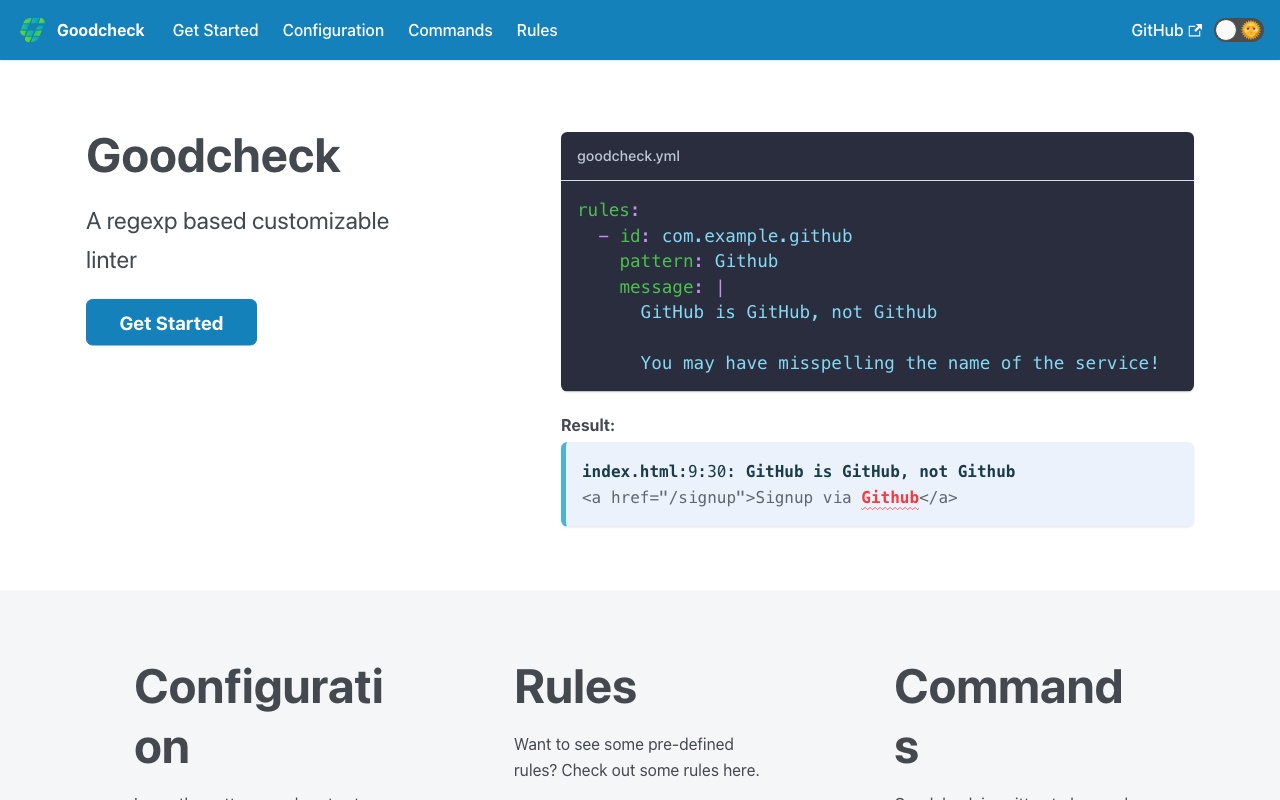 Goodcheck
Get Started
Configuration
Commands
Rules
GitHub
Goodcheck
A regexp based customizable
linter
Get Started
goodcheck.yml
rules:
  - id: com.example.github
    pattern: Github
    message: |
      GitHub is GitHub, not Github

      You may have misspelling the name of the service!
Result:
index.html:9:30: GitHub is GitHub, not Github
<a href="/signup">Signup via Github</a>
Configurati
on
Rules
Want to see some pre-defined
rules? Check out some rules here.
Command
s